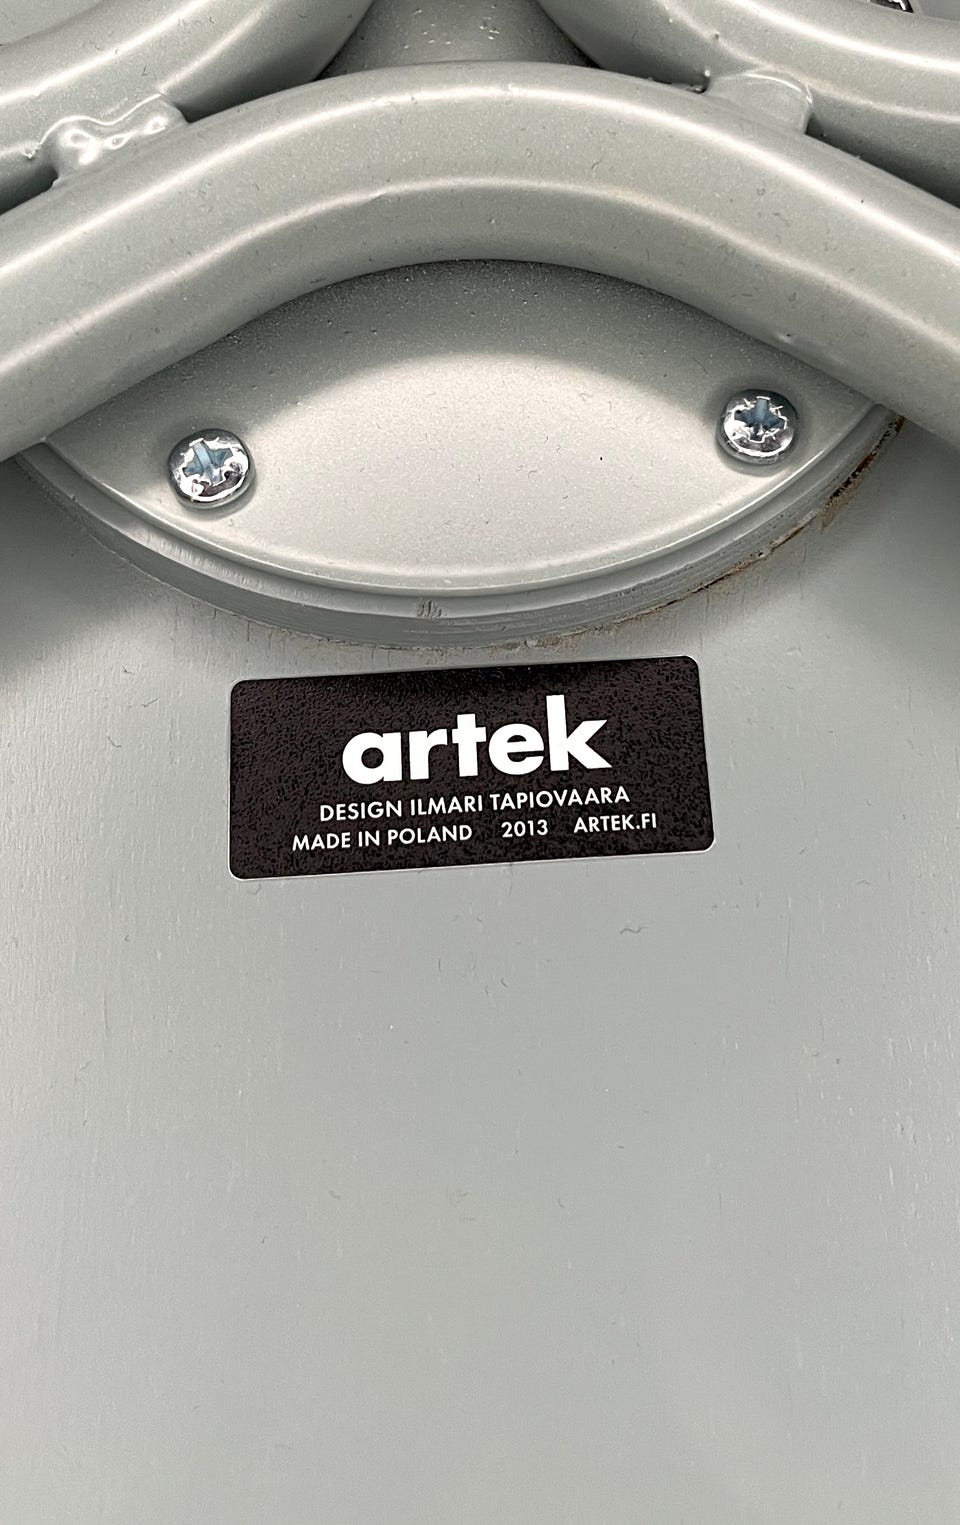 artek
DESIGN ILMARI TAPIOVAARA
MADE IN POLAND 2013 ARTEK.FI